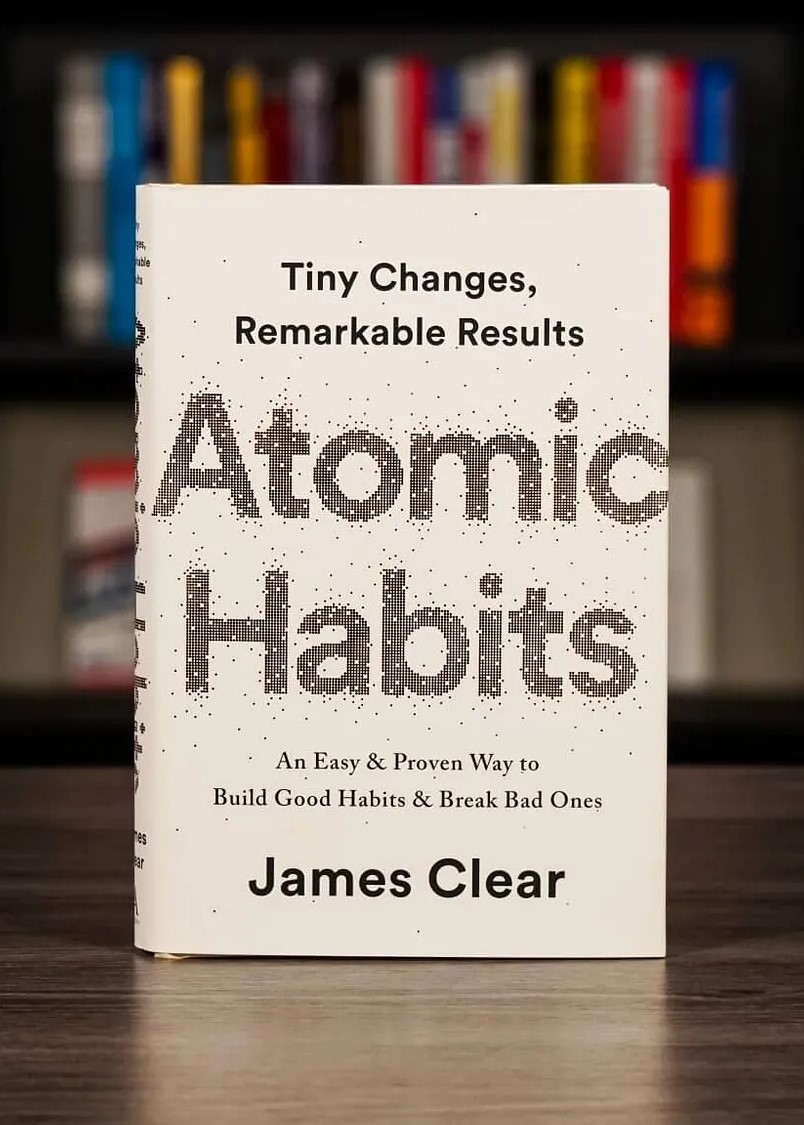 Tiny Changes,
Remarkable Results
Atomic
Habits
An Easy & Proven Way to
Build Good Habits & Break Bad Ones
James Clear